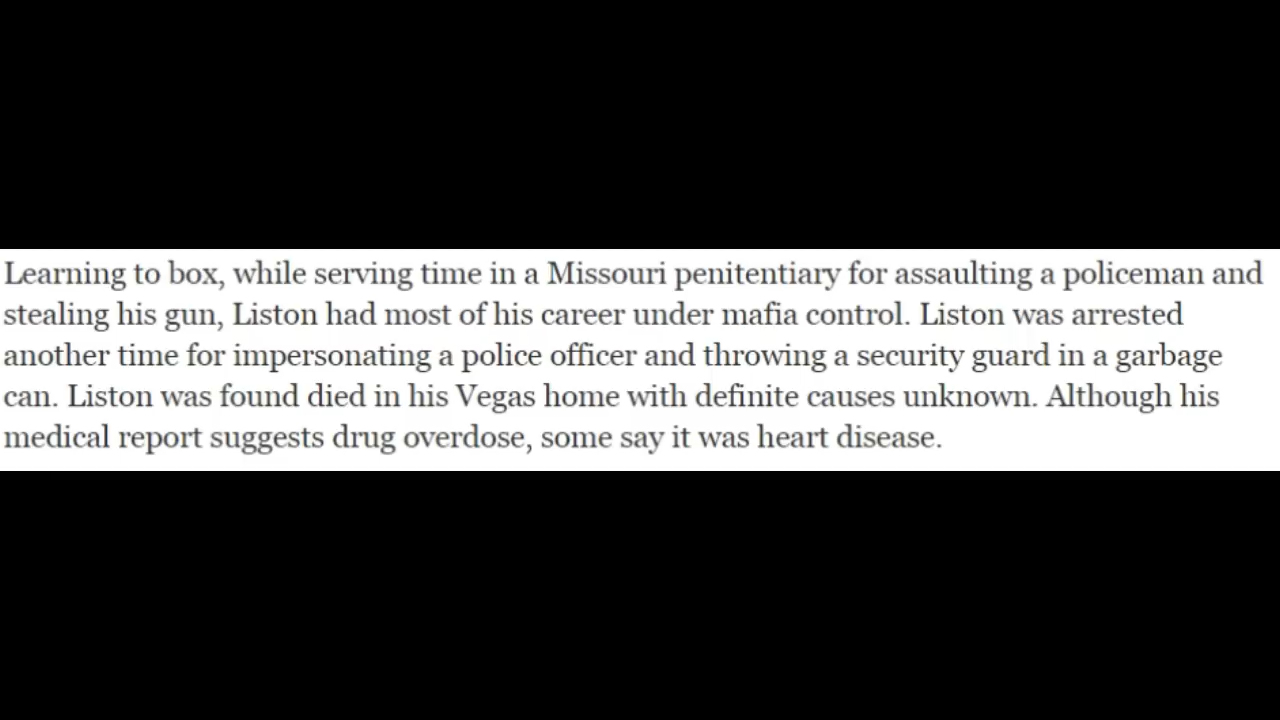 Learning to box, while serving time in a Missouri penitentiary for assaulting a policeman and
stealing his gun, Liston had most of his career under mafia control. Liston was arrested
another time for impersonating a police officer and throwing a security guard in a garbage
can. Liston was found died in his Vegas home with definite causes unknown. Although his
medical report suggests drug overdose, some say it was heart disease.